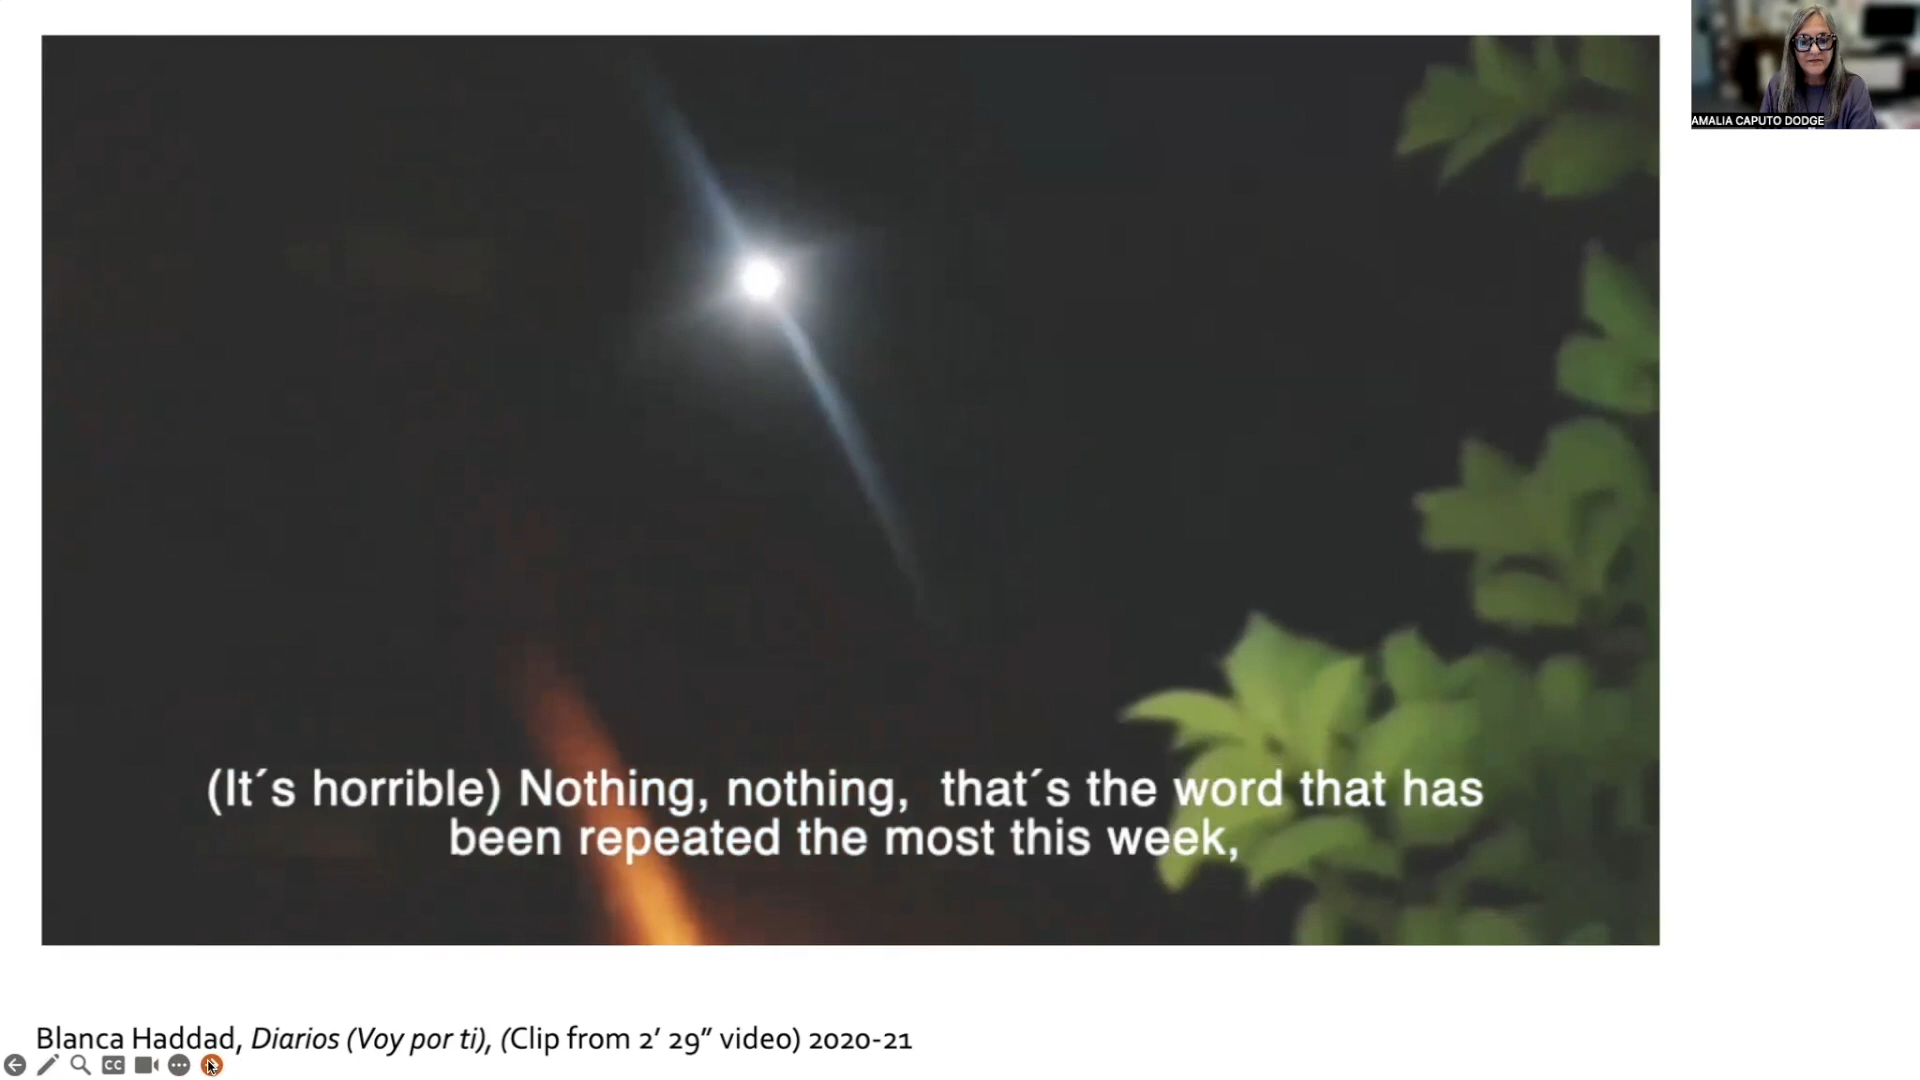 AMALIA CAPUTO DODGE
(It´s horrible) Nothing, nothing,  that´s the word that has
been repeated the most this week,
Blanca Haddad, Diarios (Voy por ti), (Clip from 2’ 29” video) 2020-21
CC